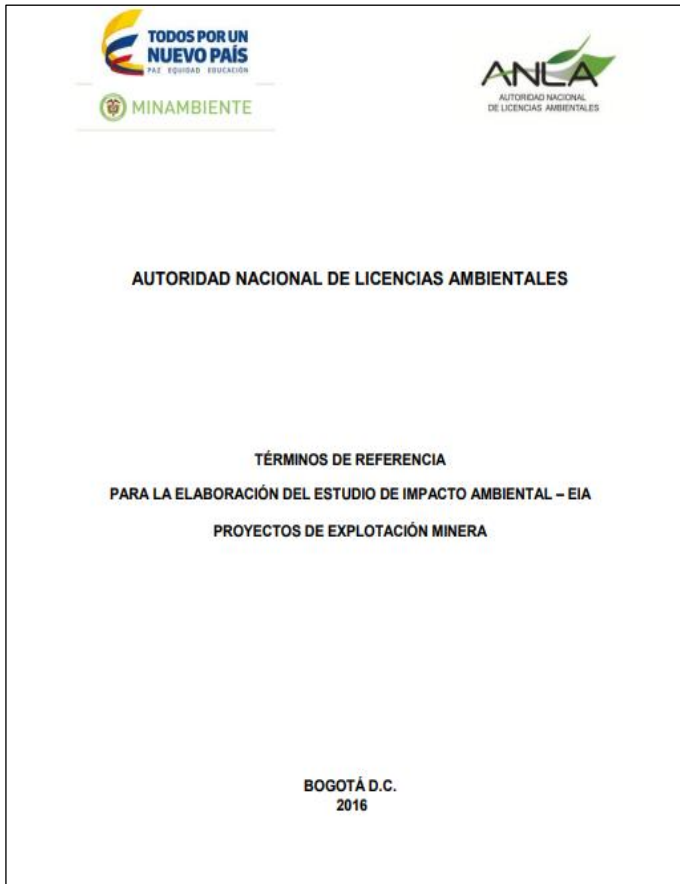 TODOS POR UN
NUEVO PAÍS
PAZ EQUIDAD EDUCACIÓN
MINAMBIENTE
ANLA
AUTORIDAD NACIONAL
DE LICENCIAS AMBIENTALES
AUTORIDAD NACIONAL DE LICENCIAS AMBIENTALES
TÉRMINOS DE REFERENCIA
PARA LA ELABORACIÓN DEL ESTUDIO DE IMPACTO AMBIENTAL – EIA
PROYECTOS DE EXPLOTACIÓN MINERA
BOGOTÁ D.C.
2016